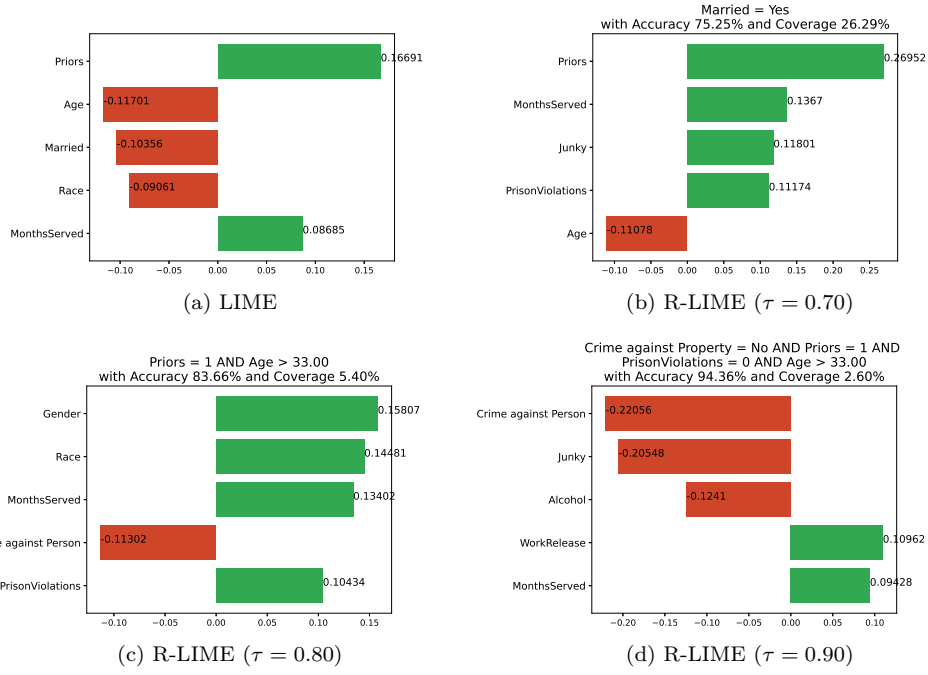 Priors
0.16691
Age
-0.11701
Married
-0.10356
Race
-0.09061
MonthsServed
0.08685
−0.10 −0.05 0.00 0.05 0.10 0.15
(a) LIME
Married = Yes
with Accuracy 75.25% and Coverage 26.29%
Priors
0.26952
MonthsServed
0.1367
Junky
0.11801
PrisonViolations
0.11174
Age
-0.11078
−0.10 −0.05 0.00 0.05 0.10 0.15 0.20 0.25
(b) R-LIME (τ = 0.70)
Priors = 1 AND Age > 33.00
with Accuracy 83.66% and Coverage 5.40%
Gender
0.15807
Race
0.14481
MonthsServed
0.13402
e against Person
-0.11302
PrisonViolations
0.10434
−0.10 −0.05 0.00 0.05 0.10 0.15
(c) R-LIME (τ = 0.80)
Crime against Property = No AND Priors = 1 AND
PrisonViolations = 0 AND Age > 33.00
with Accuracy 94.36% and Coverage 2.60%
Crime against Person
-0.22056
Junky
-0.20548
Alcohol
-0.1241
WorkRelease
0.10962
MonthsServed
0.09428
−0.20 −0.15 −0.10 −0.05 0.00 0.05 0.10
(d) R-LIME (τ = 0.90)